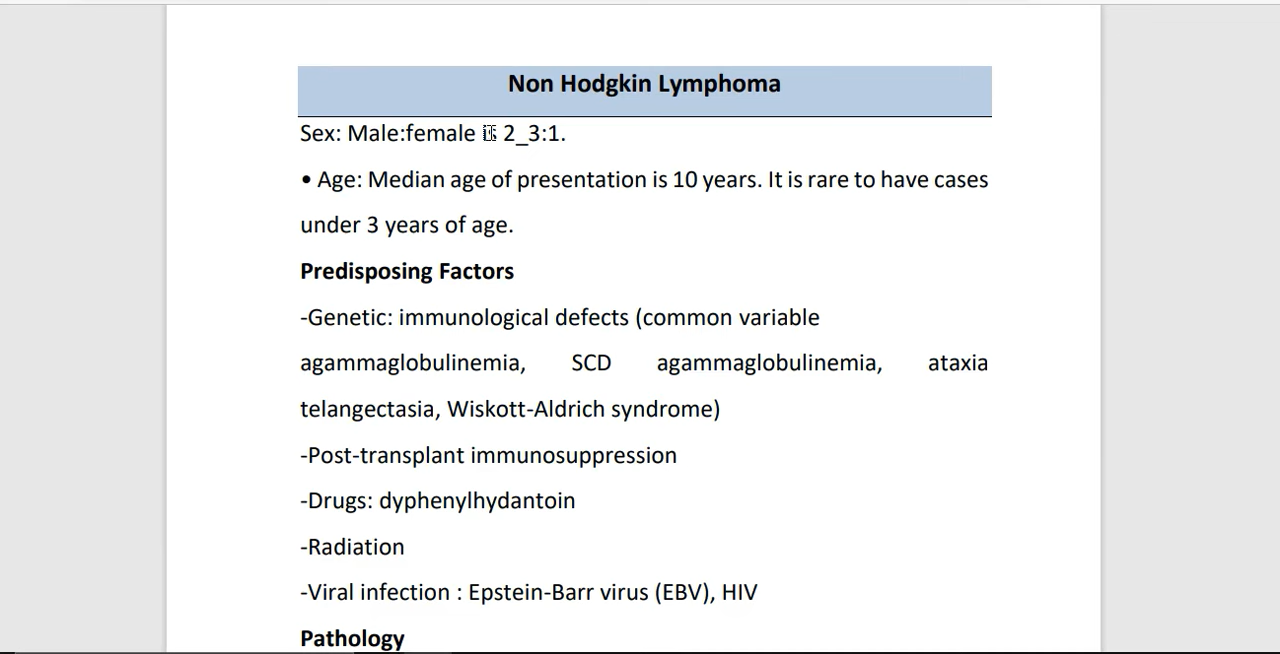 Non Hodgkin Lymphoma
Sex: Male:female is 2_3:1.
• Age: Median age of presentation is 10 years. It is rare to have cases
under 3 years of age.
Predisposing Factors
-Genetic: immunological defects (common variable
agammaglobulinemia, SCD agammaglobulinemia, ataxia
telangectasia, Wiskott-Aldrich syndrome)
-Post-transplant immunosuppression
-Drugs: dyphenylhydantoin
-Radiation
-Viral infection : Epstein-Barr virus (EBV), HIV
Pathology